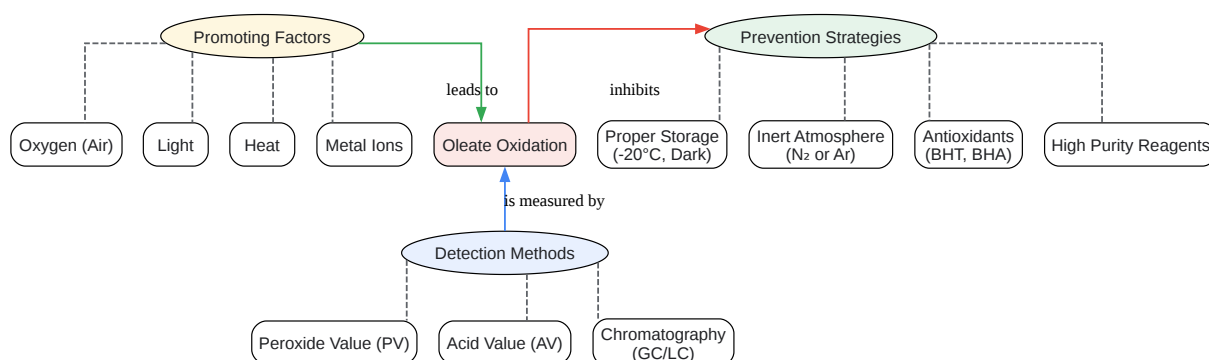 Promoting Factors
Prevention Strategies
leads to
inhibits
Oxygen (Air)
Light
Heat
Metal Ions
Oleate Oxidation
Proper Storage
(-20°C, Dark)
Inert Atmosphere
(N₂ or Ar)
Antioxidants
(BHT, BHA)
High Purity Reagents
is measured by
Detection Methods
Peroxide Value (PV)
Acid Value (AV)
Chromatography
(GC/LC)